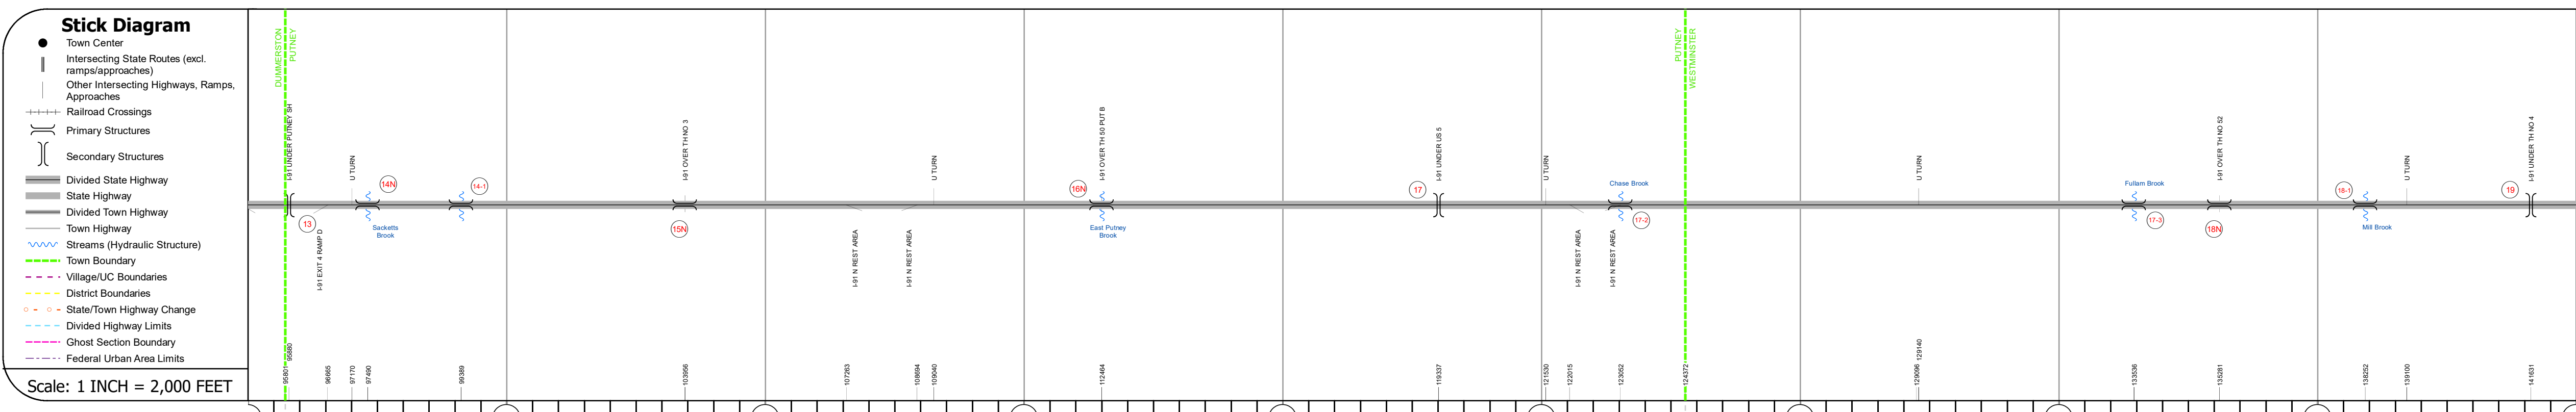 Stick Diagram
Town Center
Intersecting State Routes (excl.
ramps/approaches)
Other Intersecting Highways, Ramps,
Approaches
Railroad Crossings
Primary Structures
Secondary Structures
Divided State Highway
State Highway
Divided Town Highway
Town Highway
Streams (Hydraulic Structure)
Town Boundary
Village/UC Boundaries
District Boundaries
State/Town Highway Change
Divided Highway Limits
Ghost Section Boundary
Federal Urban Area Limits
Scale: 1 INCH = 2,000 FEET
DUMMERSTON
PUTNEY
PUTNEY
WESTMINSTER
I-91 UNDER PUTNEY SH
U TURN
I-91 OVER TH NO 3
U TURN
I-91 OVER TH 50 PUT B
I-91 UNDER US 5
U TURN
U TURN
I-91 OVER TH NO 52
U TURN
I-91 UNDER TH NO 4
13
14N
14-1
15N
16N
17
17-2
17-3
18N
18-1
19
Sacketts
Brook
East Putney
Brook
Chase Brook
Fullam Brook
Mill Brook
I-91 EXIT 4 RAMP D
I-91 N REST AREA
I-91 N REST AREA
I-91 N REST AREA
I-91 N REST AREA
95801
95880
96665
97170
97490
99389
103956
107263
108694
109040
112464
119337
121530
122015
123052
124372
129096
129140
133536
135281
138252
139100
141631